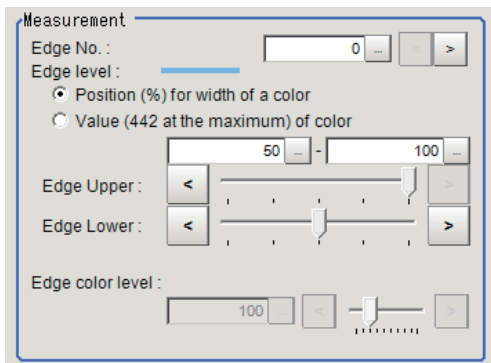 Measurement
Edge No. : 0 ... < >
Edge level :
Position (%) for width of a color
Value (442 at the maximum) of color
50 ... - 100 ...
Edge Upper : < >
Edge Lower : < >
Edge color level :
100 ... < >